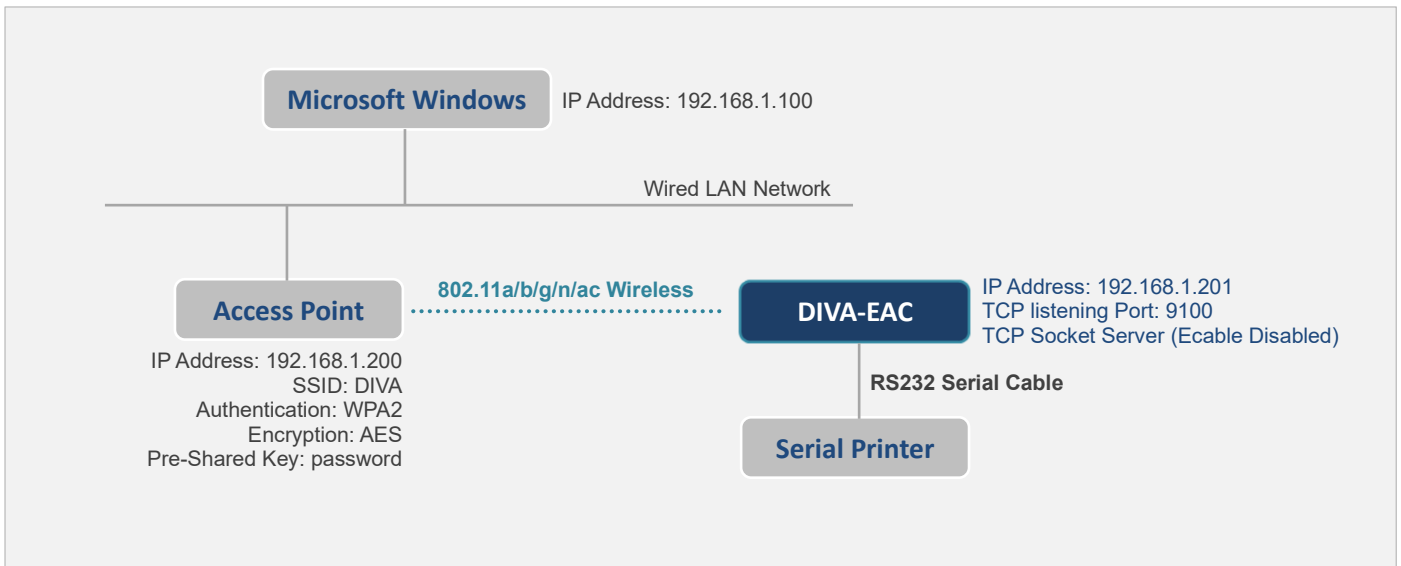 Microsoft Windows
IP Address: 192.168.1.100
Wired LAN Network
Access Point
IP Address: 192.168.1.200
SSID: DIVA
Authentication: WPA2
Encryption: AES
Pre-Shared Key: password
802.11a/b/g/n/ac Wireless
DIVA-EAC
IP Address: 192.168.1.201
TCP listening Port: 9100
TCP Socket Server (Ecable Disabled)
RS232 Serial Cable
Serial Printer